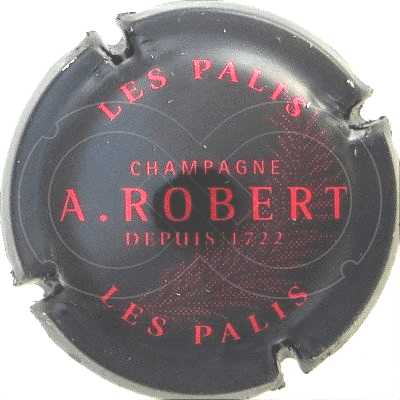 LES PALIS
CHAMPAGNE
A. ROBERT
DEPUIS 1722
LES PALIS